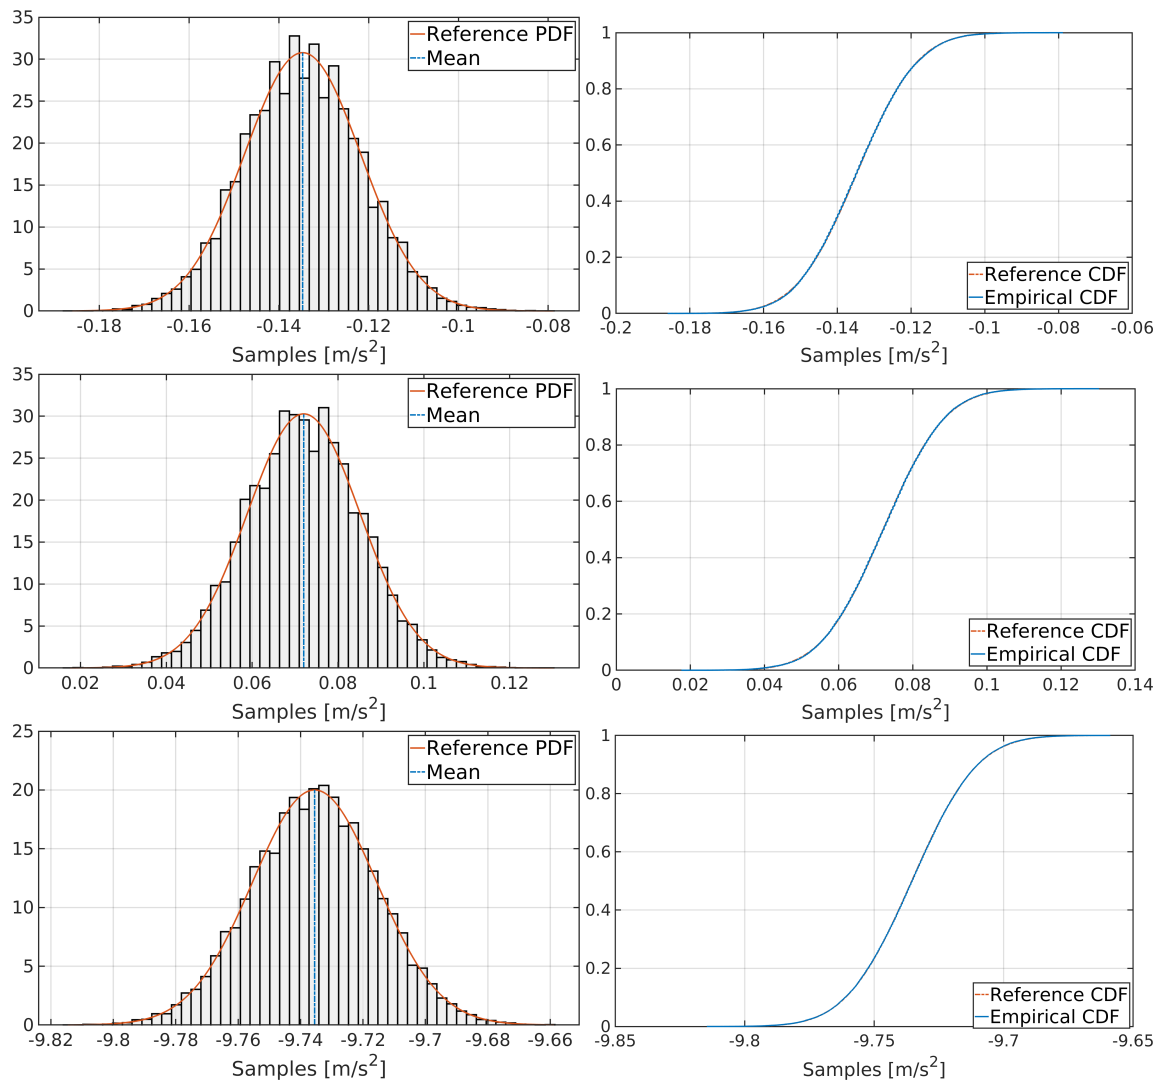 35
30
25
20
15
10
5
0
Reference PDF
Mean
-0.18 -0.16 -0.14 -0.12 -0.1 -0.08
Samples [m/s²]
1
0.8
0.6
0.4
0.2
0
Reference CDF
Empirical CDF
-0.2 -0.18 -0.16 -0.14 -0.12 -0.1 -0.08 -0.06
Samples [m/s²]
35
30
25
20
15
10
5
0
Reference PDF
Mean
0.02 0.04 0.06 0.08 0.1 0.12
Samples [m/s²]
1
0.8
0.6
0.4
0.2
0
Reference CDF
Empirical CDF
0 0.02 0.04 0.06 0.08 0.1 0.12 0.14
Samples [m/s²]
25
20
15
10
5
0
Reference PDF
Mean
-9.82 -9.8 -9.78 -9.76 -9.74 -9.72 -9.7 -9.68 -9.66
Samples [m/s²]
1
0.8
0.6
0.4
0.2
0
Reference CDF
Empirical CDF
-9.85 -9.8 -9.75 -9.7 -9.65
Samples [m/s²]